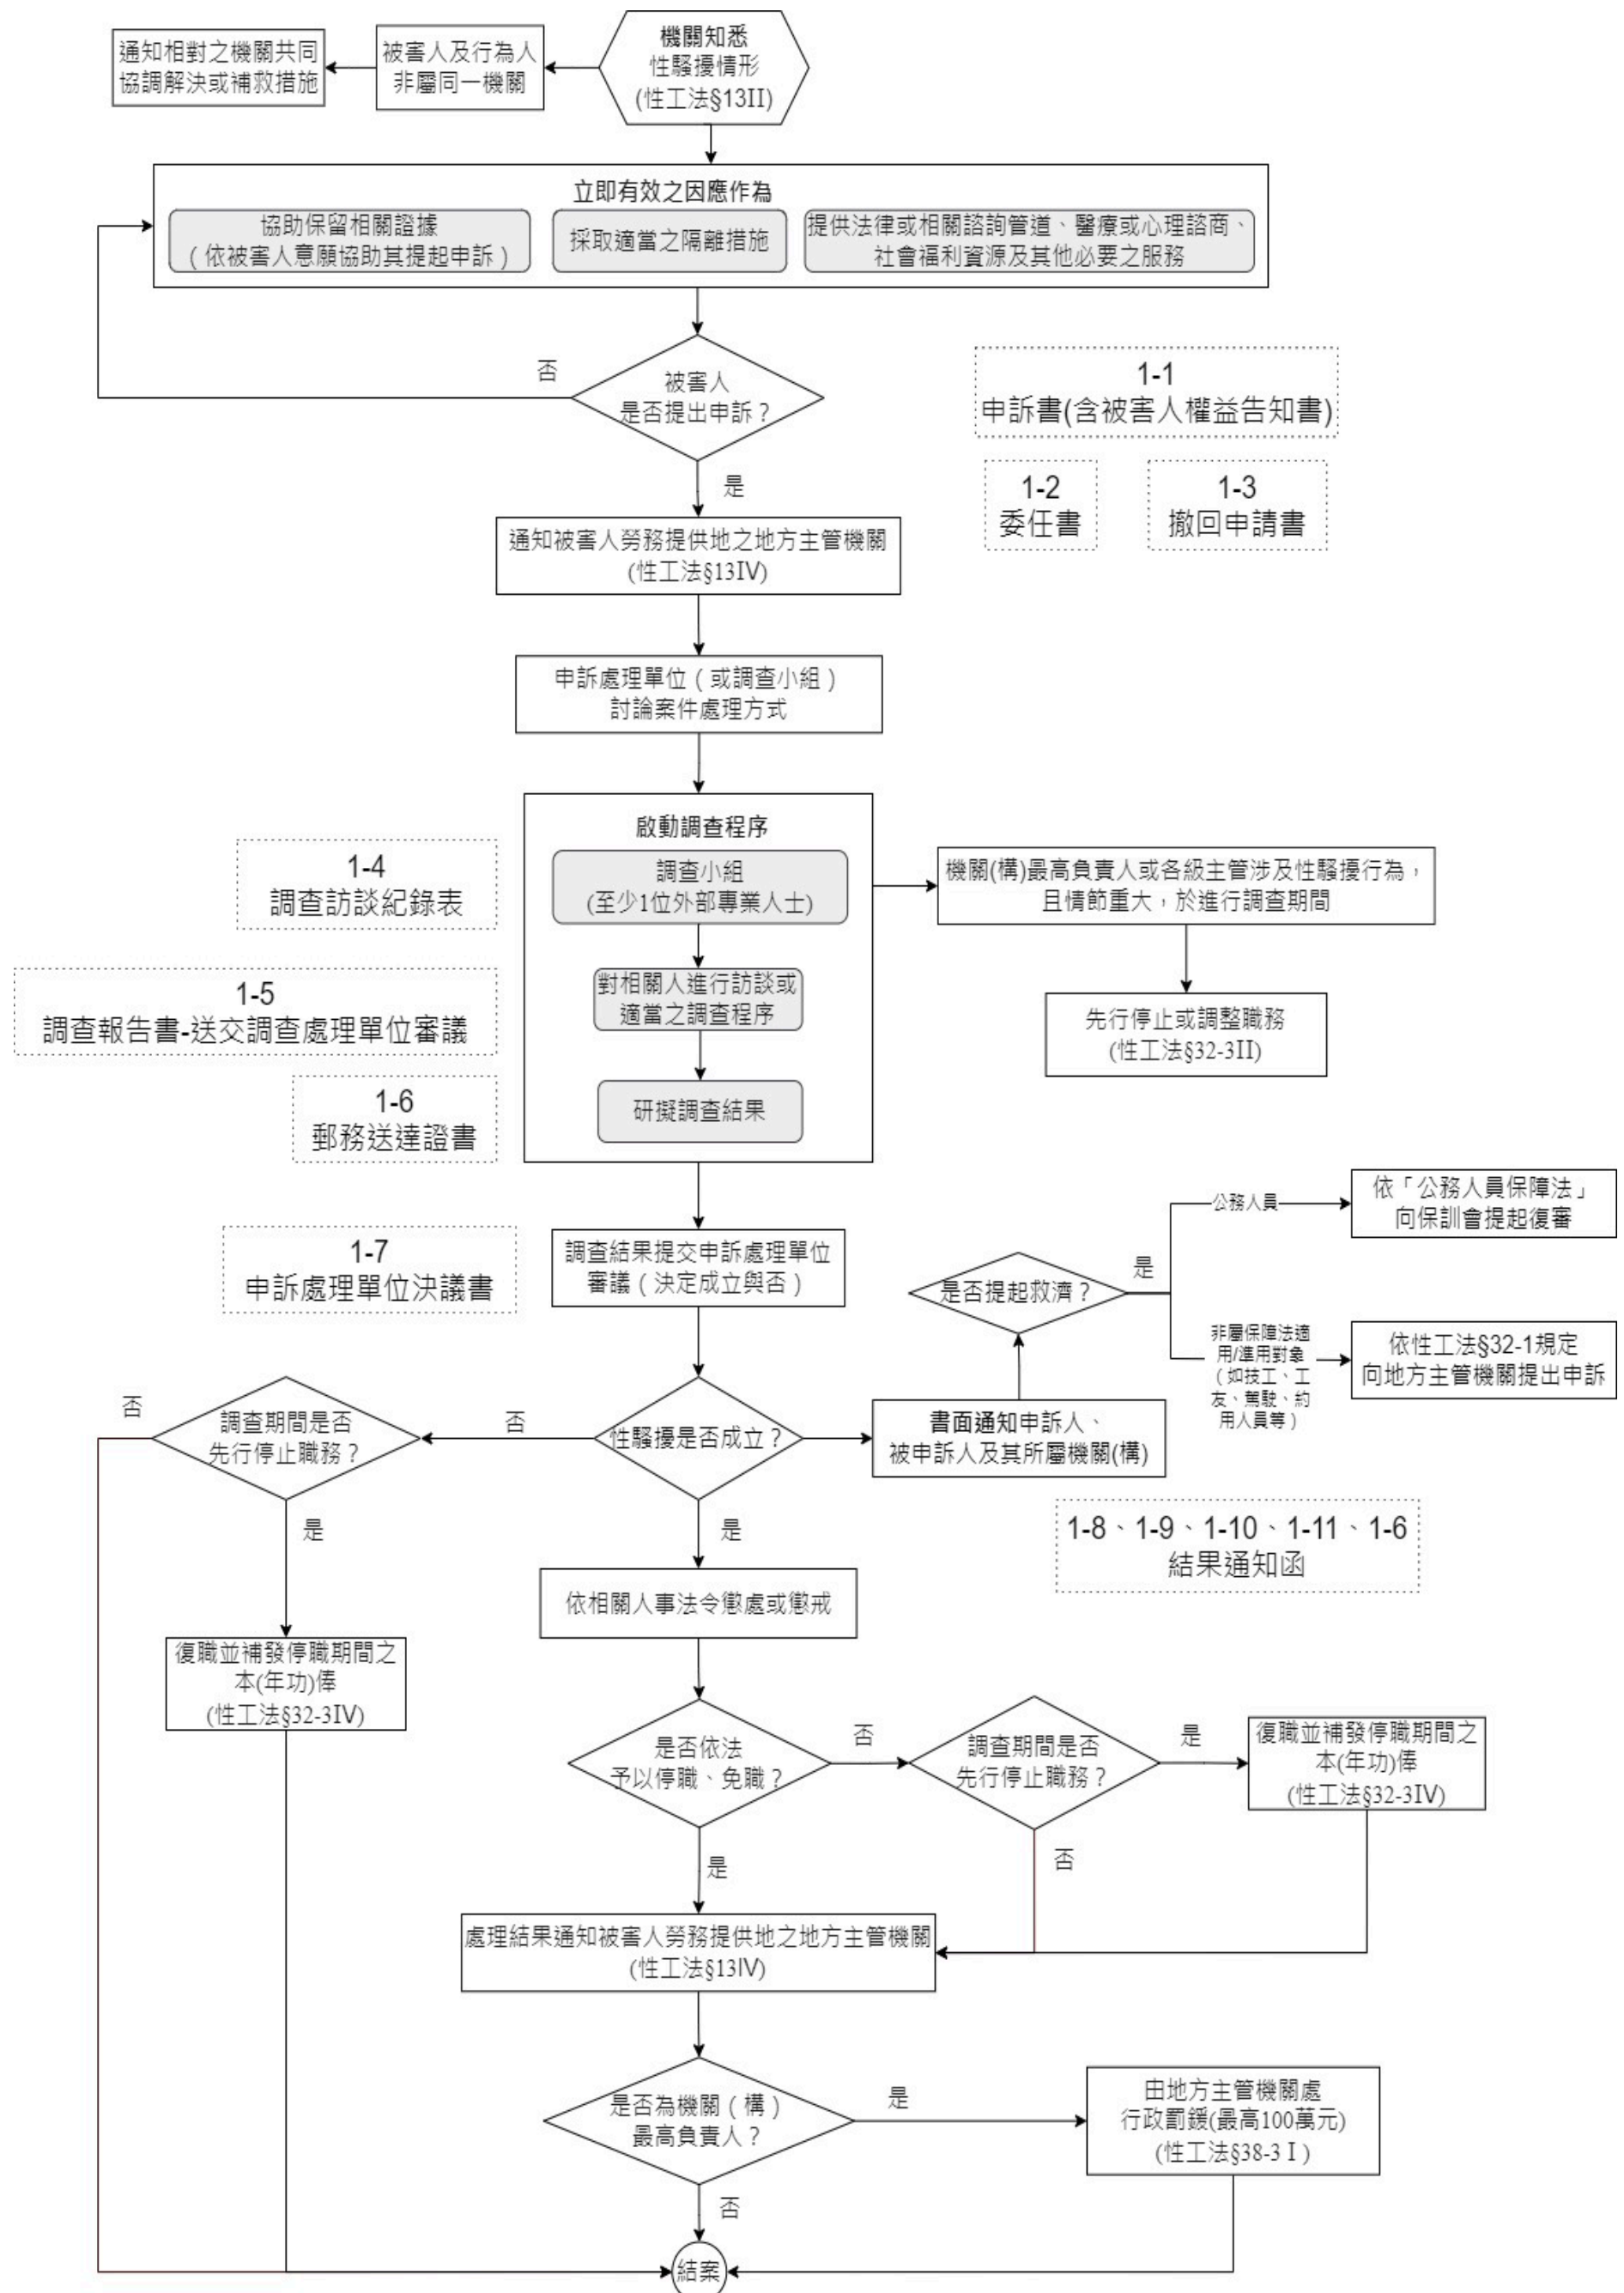 機關知悉
性騷擾情形
(性工法§13II)
被害人及行為人
非屬同一機關
通知相對之機關共同
協調解決或補救措施
立即有效之因應作為
協助保留相關證據
（依被害人意願協助其提起申訴）
採取適當之隔離措施
提供法律或相關諮詢管道、醫療或心理諮商、
社會福利資源及其他必要之服務
否
被害人
是否提出申訴？
是
1-1
申訴書(含被害人權益告知書)
1-2
委任書
1-3
撤回申請書
通知被害人勞務提供地之地方主管機關
(性工法§13IV)
申訴處理單位（或調查小組）
討論案件處理方式
啟動調查程序
調查小組
(至少1位外部專業人士)
對相關人進行訪談或
適當之調查程序
研擬調查結果
1-4
調查訪談紀錄表
1-5
調查報告書-送交調查處理單位審議
1-6
郵務送達證書
機關(構)最高負責人或各級主管涉及性騷擾行為，
且情節重大，於進行調查期間
先行停止或調整職務
(性工法§32-3II)
1-7
申訴處理單位決議書
調查結果提交申訴處理單位
審議（決定成立與否）
是否提起救濟？
是
公務人員
依「公務人員保障法」
向保訓會提起復審
非屬保障法適
用/準用對象
（如技工、工
友、駕駛、約
用人員等）
依性工法§32-1規定
向地方主管機關提出申訴
否
調查期間是否
先行停止職務？
否
性騷擾是否成立？
書面通知申訴人、
被申訴人及其所屬機關(構)
是
是
1-8、1-9、1-10、1-11、1-6
結果通知函
依相關人事法令懲處或懲戒
復職並補發停職期間之
本(年功)俸
(性工法§32-3IV)
是否依法
予以停職、免職？
否
調查期間是否
先行停止職務？
是
復職並補發停職期間之
本(年功)俸
(性工法§32-3IV)
是
否
處理結果通知被害人勞務提供地之地方主管機關
(性工法§13IV)
是否為機關（構）
最高負責人？
是
由地方主管機關處
行政罰鍰(最高100萬元)
(性工法§38-3 I )
否
結案